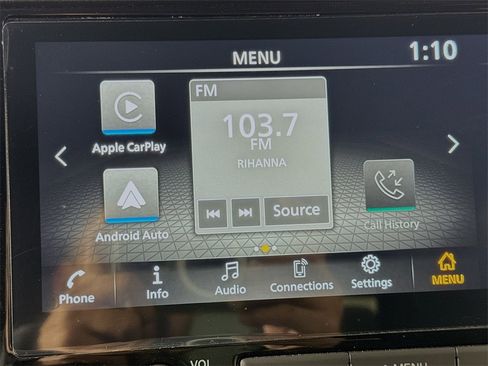 MENU
1:10
FM
103.7
FM
RIHANNA
Source
Apple CarPlay
Android Auto
Call History
Phone
Info
Audio
Connections
Settings
MENU
VOL
MENU